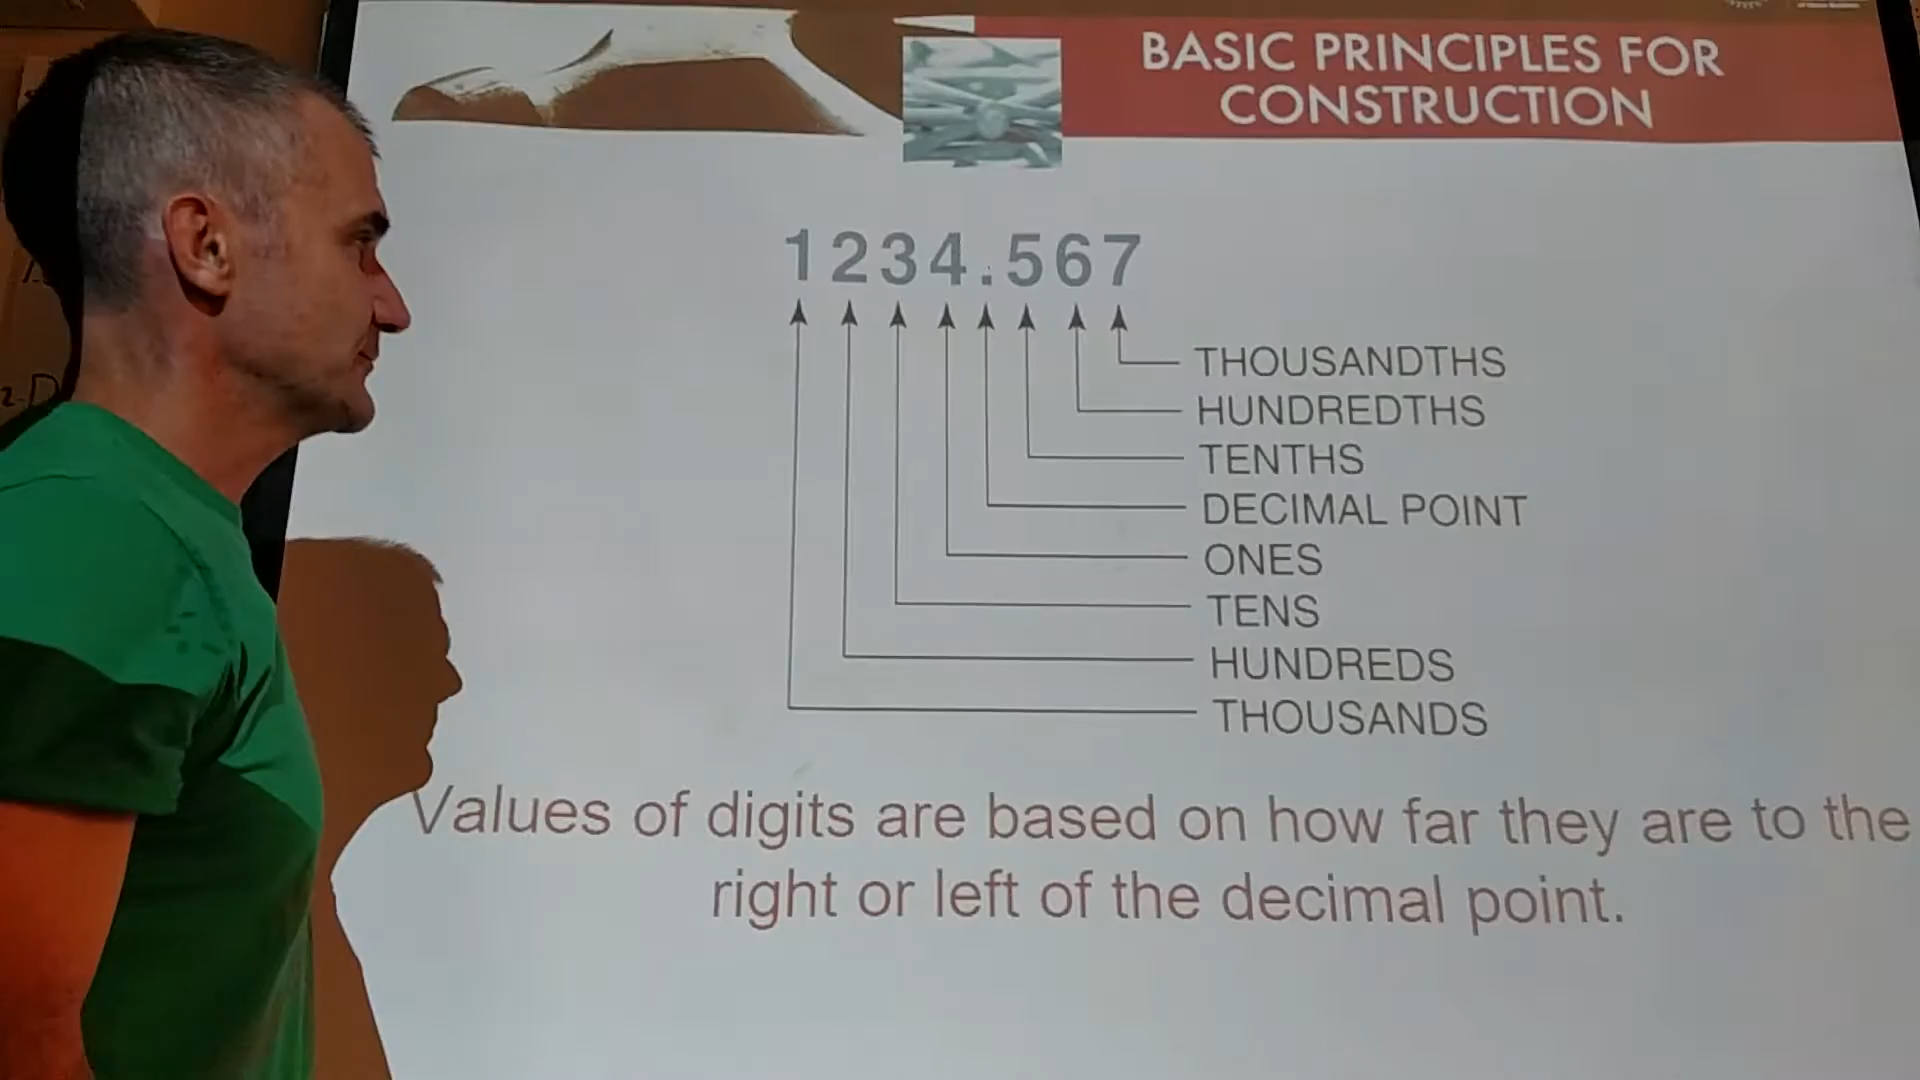 BASIC PRINCIPLES FOR
CONSTRUCTION
1234.567
THOUSANDTHS
HUNDREDTHS
TENTHS
DECIMAL POINT
ONES
TENS
HUNDREDS
THOUSANDS
Values of digits are based on how far they are to the
right or left of the decimal point.